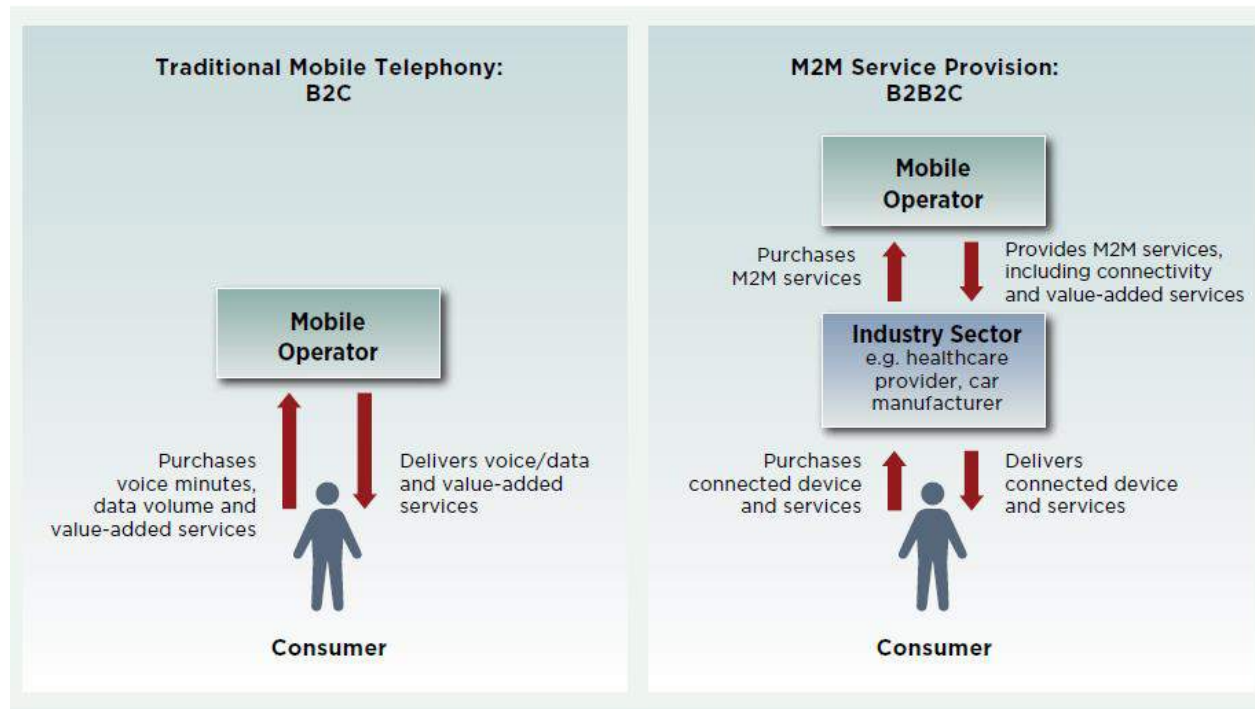 Traditional Mobile Telephony:
B2C
Mobile
Operator
Purchases
voice minutes,
data volume and
value-added services
Delivers voice/data
and value-added
services
Consumer
M2M Service Provision:
B2B2C
Mobile
Operator
Purchases
M2M services
Provides M2M services,
including connectivity
and value-added services
Industry Sector
e.g. healthcare
provider, car
manufacturer
Purchases
connected device
and services
Delivers
connected device
and services
Consumer